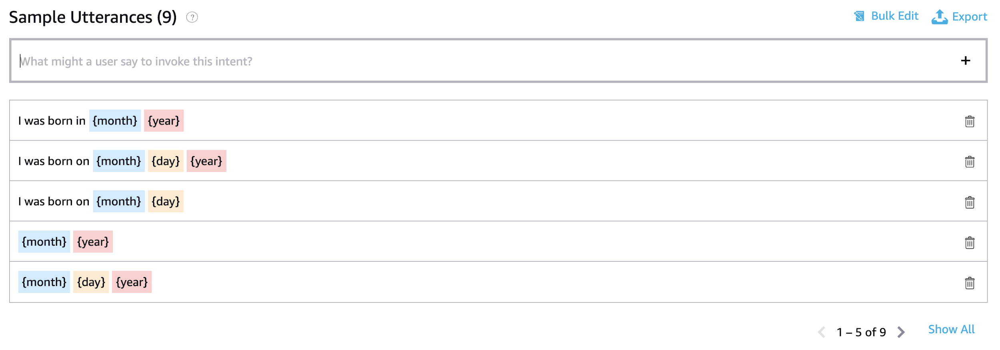 Sample Utterances (9) ? Bulk Edit Export
What might a user say to invoke this intent? +
I was born in {month} {year}
I was born on {month} {day} {year}
I was born on {month} {day}
{month} {year}
{month} {day} {year}
1 – 5 of 9 Show All